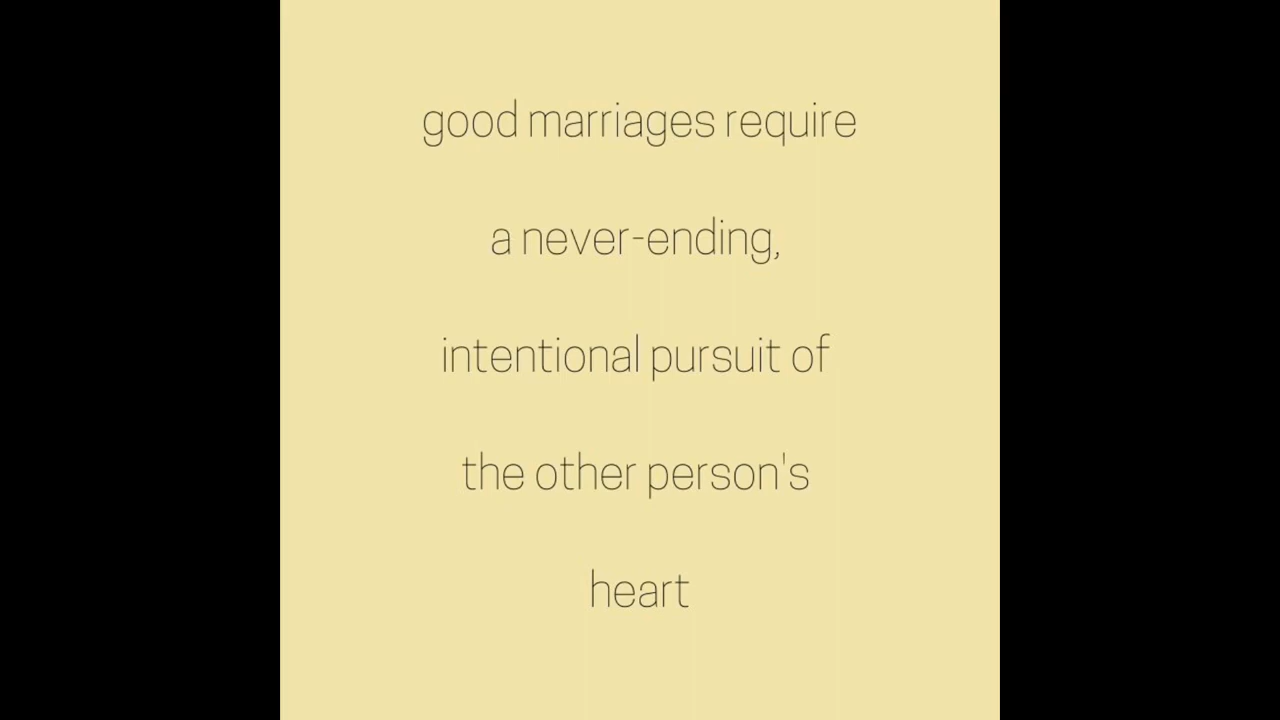 good marriages require
a never-ending,
intentional pursuit of
the other person's
heart